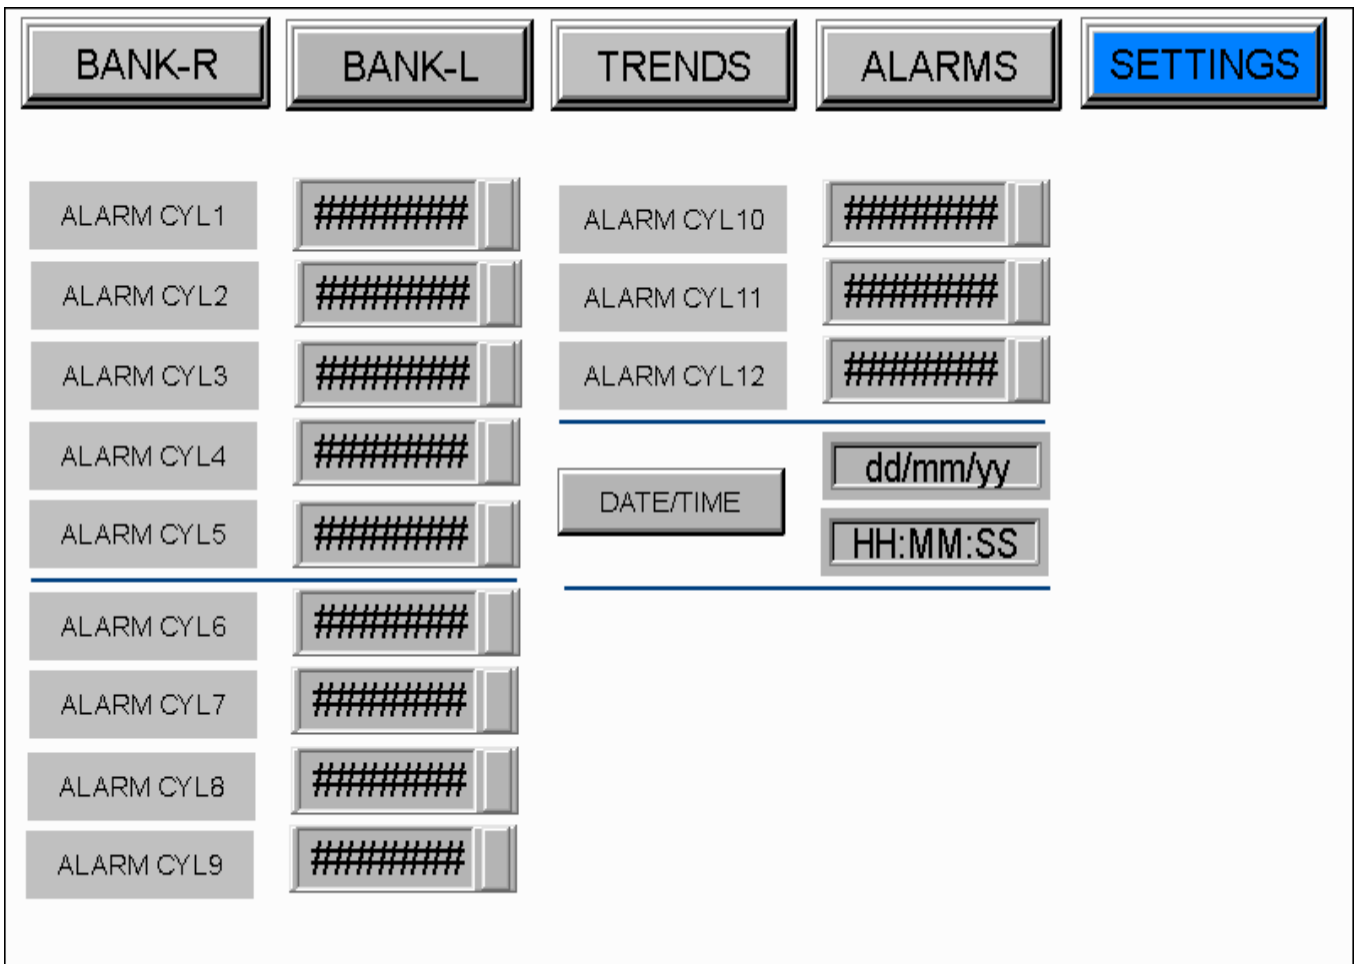 BANK-R BANK-L TRENDS ALARMS SETTINGS
ALARM CYL1 ########## ALARM CYL10 ##########
ALARM CYL2 ########## ALARM CYL11 ##########
ALARM CYL3 ########## ALARM CYL12 ##########
ALARM CYL4 ########## dd/mm/yy
DATE/TIME
ALARM CYL5 ########## HH:MM:SS
ALARM CYL6 ##########
ALARM CYL7 ##########
ALARM CYL8 ##########
ALARM CYL9 ##########